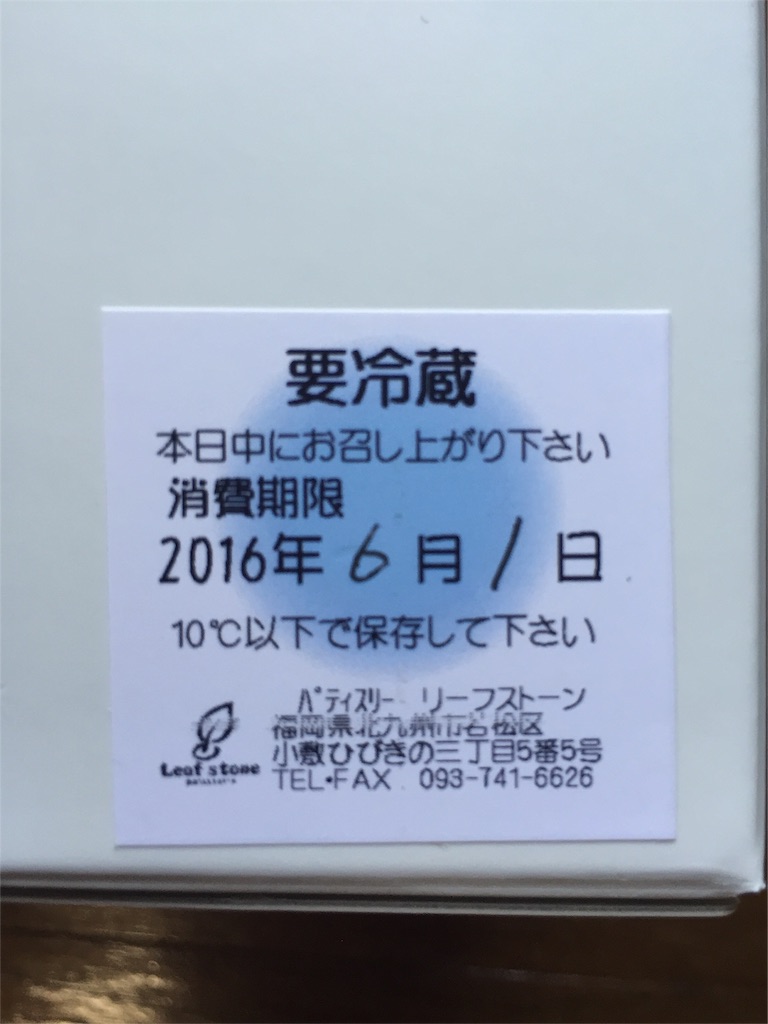 要冷蔵
本日中にお召し上がり下さい
消費期限
2016年 6月 1日
10℃以下で保存して下さい
パティスリー リーフストーン
福岡県北九州市若松区
小敷ひびきの三丁目5番5号
TEL・FAX 093-741-6626
Leaf stone